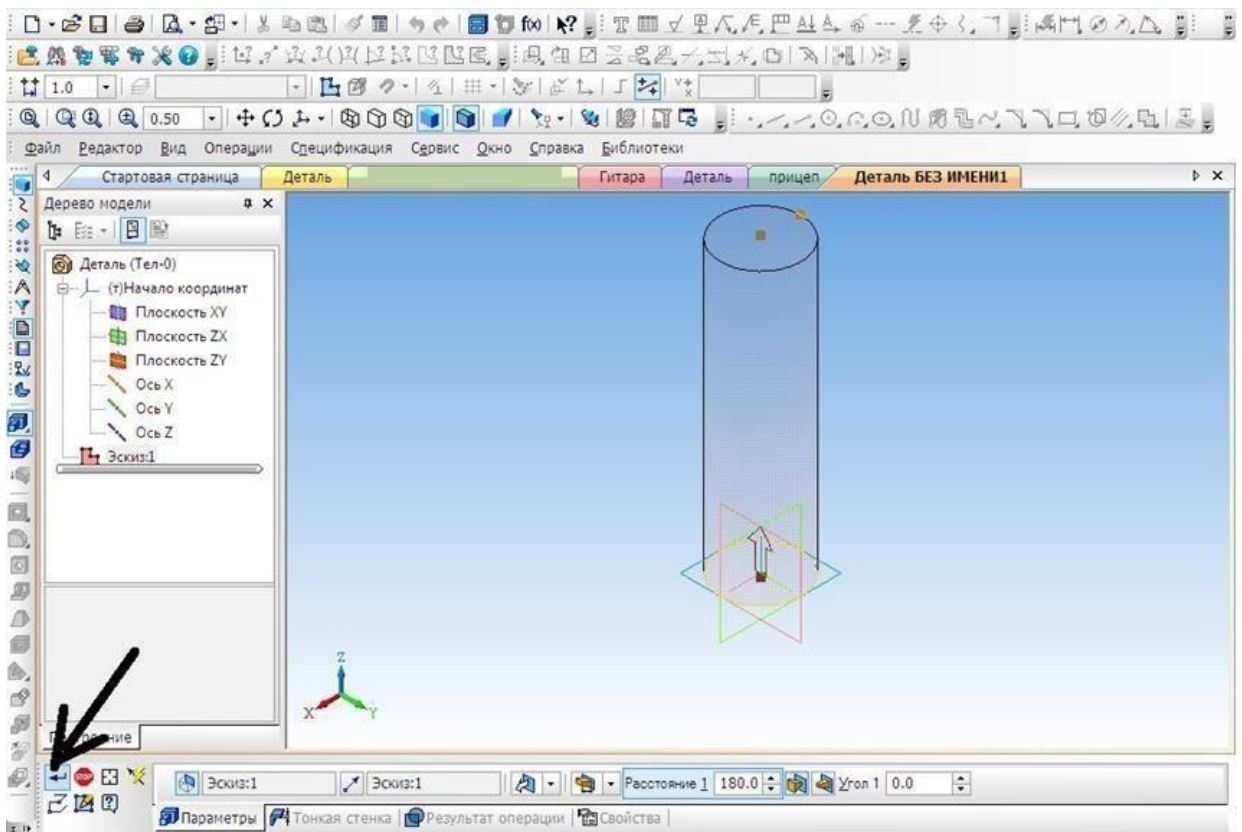 f(x)
1.0
0.50
Файл Редактор Вид Операции Спецификация Сервис Окно Справка Библиотеки
Стартовая страница Деталь Гитара Деталь прицеп Деталь БЕЗ ИМЕНИ1
Дерево модели
Деталь (Тел-0)
(т)Начало координат
Плоскость XY
Плоскость ZX
Плоскость ZY
Ось X
Ось Y
Ось Z
Эскиз:1
Z
X Y
STOP Эскиз:1 Эскиз:1 Расстояние 1 180.0 Угол 1 0.0
Параметры Тонкая стенка Результат операции Свойства